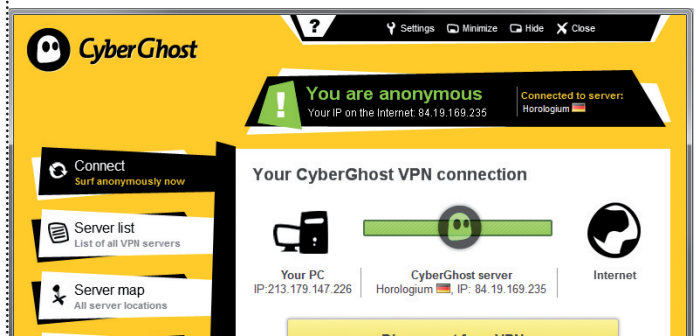 CyberGhost
?
Settings
Minimize
Hide
Close
You are anonymous
Your IP on the Internet: 84.19.169.235
Connected to server:
Horologium
Connect
Surf anonymously now
Server list
List of all VPN servers
Server map
All server locations
Your CyberGhost VPN connection
Your PC
IP:213.179.147.226
CyberGhost server
Horologium , IP: 84.19.169.235
Internet